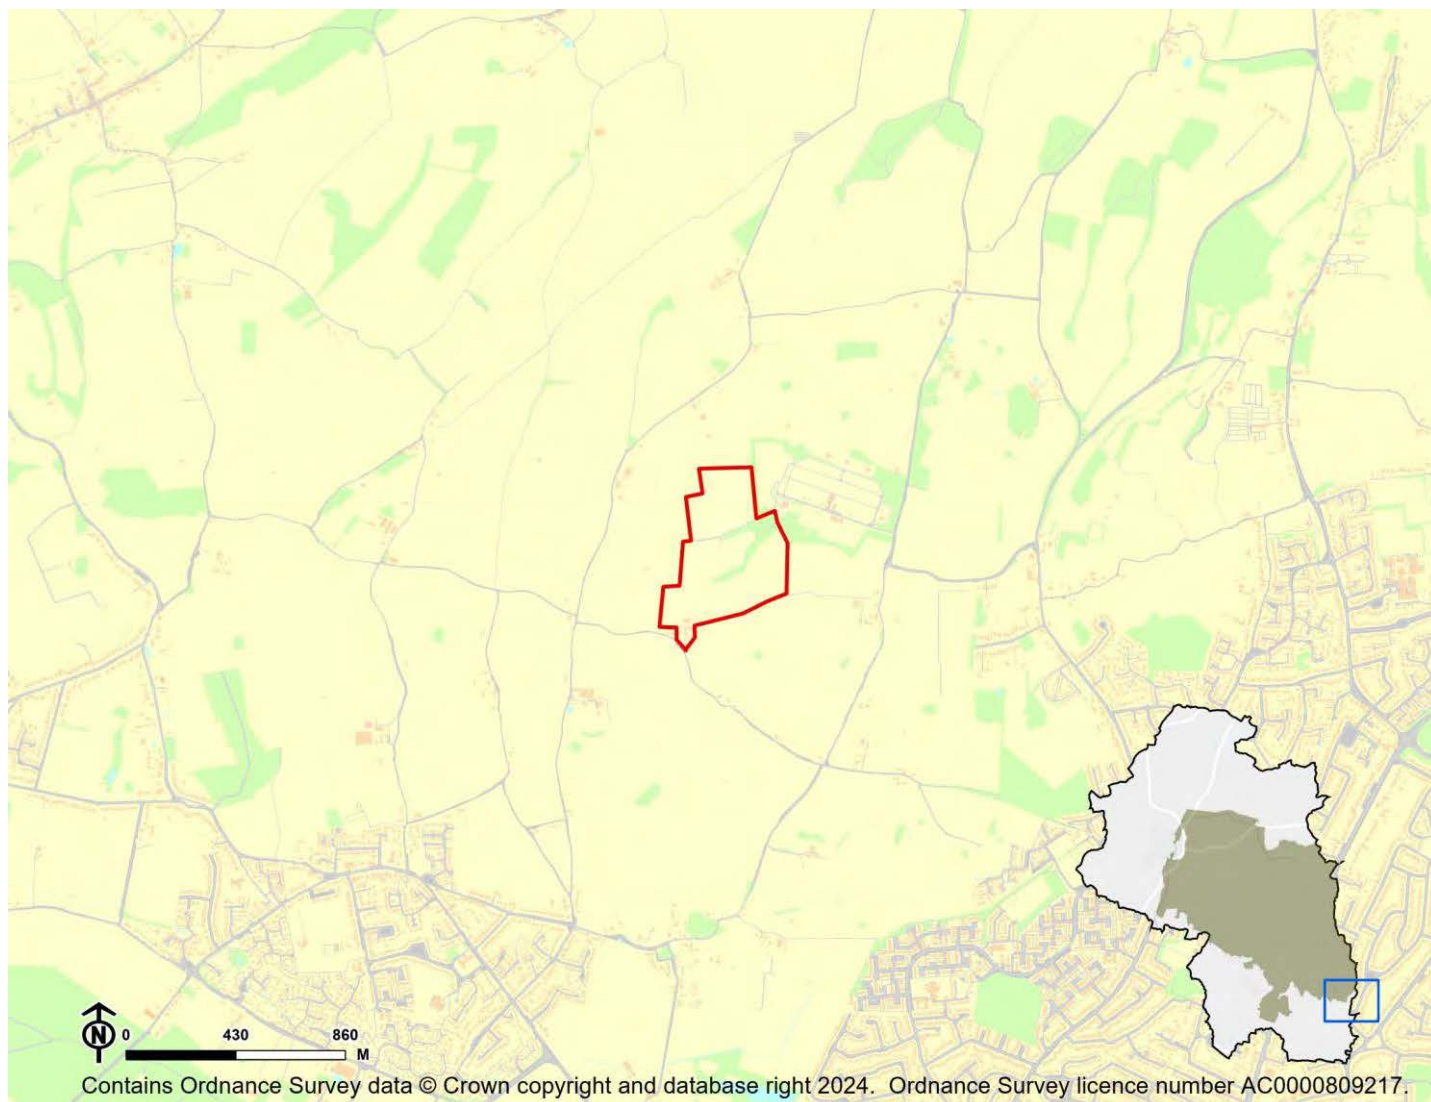 N
0 430 860
M
Contains Ordnance Survey data © Crown copyright and database right 2024. Ordnance Survey licence number AC0000809217.